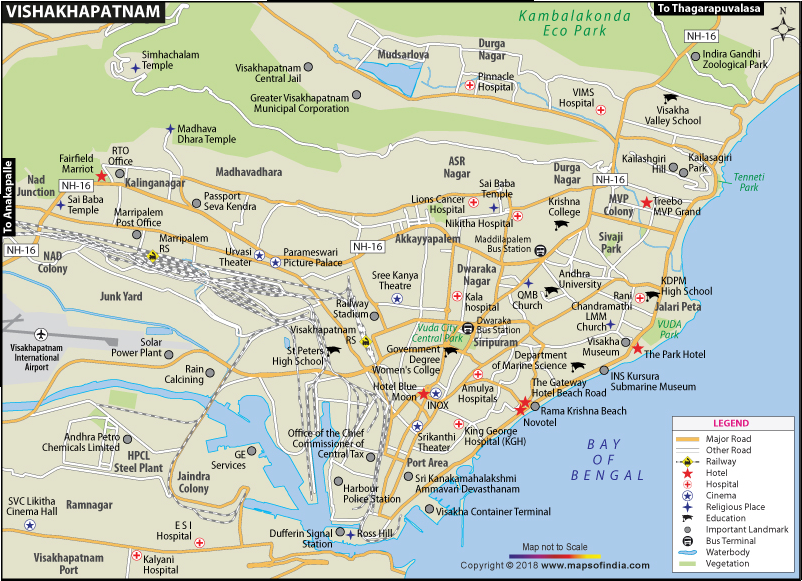 VISHAKHAPATNAM
To Thagarapuvalasa
Kambalakonda
Eco Park
N
NH-16
Simhachalam
Temple
Mudsarlova
Durga
Nagar
Indira Gandhi
Zoological Park
Visakhapatnam
Central Jail
Pinnacle
Hospital
Greater Visakhapatnam
Municipal Corporation
VIMS
Hospital
Visakha
Valley School
Madhava
Dhara Temple
Fairfield
Marriot
RTO
Office
ASR
Nagar
Durga
Nagar
Kailashgiri
Hill
Kailasagiri
Park
Nad
Junction
NH-16
Kalinganagar
Madhavadhara
Sai Baba
Temple
NH-16
Tenneti
Park
To Anakapalle
Sai Baba
Temple
Passport
Seva Kendra
Lions Cancer
Hospital
Krishna
College
MVP
Colony
Treebo
MVP Grand
Marripalem
Post Office
Nikitha Hospital
NH-16
Marripalem
RS
NH-16
Akkayyapalem
Maddilapalem
Bus Station
Sivaji
Park
NAD
Colony
Urvasi
Theater
Parameswari
Picture Palace
Sree Kanya
Theatre
Dwaraka
Nagar
Andhra
University
KDPM
High School
Junk Yard
Kala
hospital
QMB
Church
Rani
Chandramathi
LMM
Church
Jalari Peta
Railway
Stadium
Visakhapatnam
RS
Vuda City
Central Park
Dwaraka
Bus Station
Siripuram
VUDA
Park
Visakhapatnam
International
Airport
Solar
Power Plant
St Peters
High School
Government
Degree
Women's Collge
Visakha
Museum
The Park Hotel
Department
of Marine Science
Rain
Calcining
Hotel Blue
Moon
INOX
Amulya
Hospitals
The Gateway
Hotel Beach Road
INS Kursura
Submarine Museum
Rama Krishna Beach
Novotel
Andhra Petro
Chemicals Limited
HPCL
Steel Plant
GE
Services
Office of the Chief
Commissioner of
Central Tax
Srikanthi
Theater
King George
Hospital (KGH)
BAY
OF
BENGAL
Jaindra
Colony
Port Area
Sri Kanakamahalakshmi
Ammavari Devasthanam
Harbour
Police Station
SVC Likitha
Cinema Hall
Ramnagar
Visakha Container Terminal
E S I
Hospital
Dufferin Signal
Station
Ross Hill
Visakhapatnam
Port
Kalyani
Hospital
LEGEND
Major Road
Other Road
Railway
Hotel
Hospital
Cinema
Religious Place
Education
Important Landmark
Bus Terminal
Waterbody
Vegetation
Map not to Scale
Copyright © 2018 www.mapsofindia.com